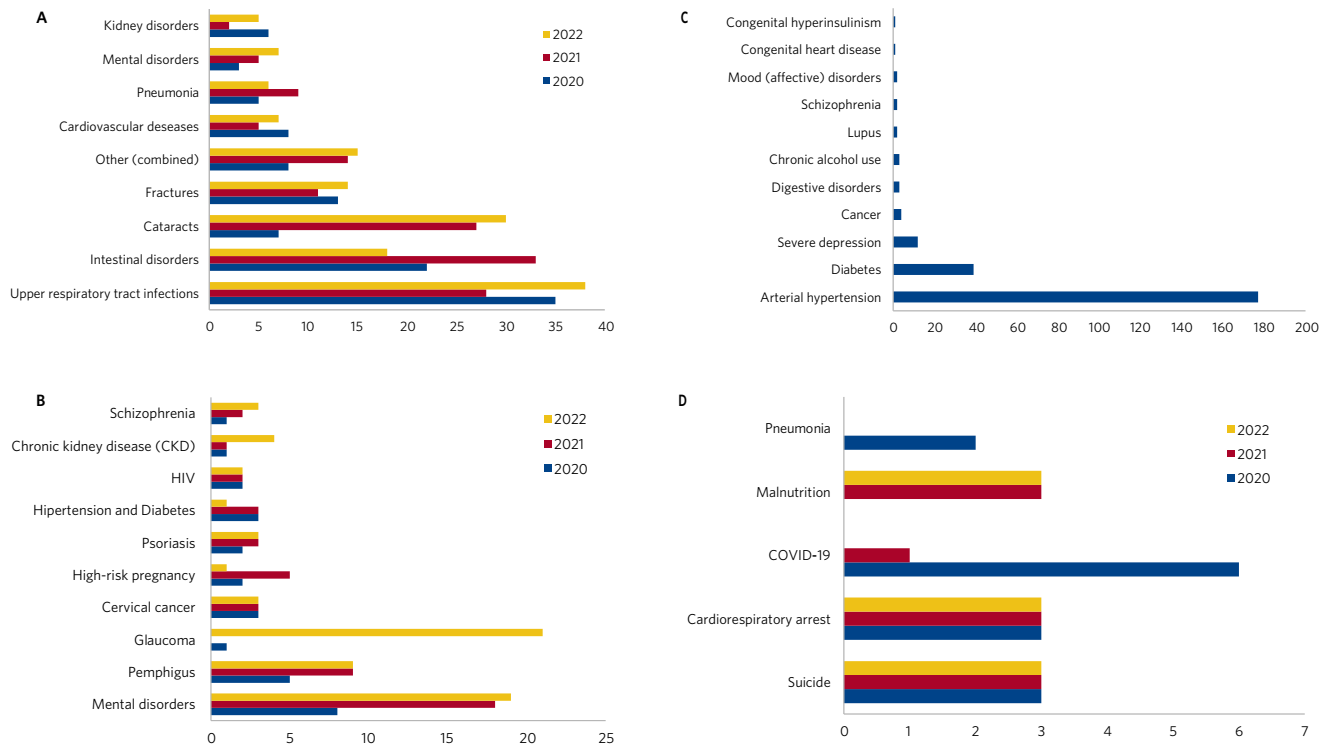 A
Kidney disorders
Mental disorders
Pneumonia
Cardiovascular deseases
Other (combined)
Fractures
Cataracts
Intestinal disorders
Upper respiratory tract infections
0 5 10 15 20 25 30 35 40
2022
2021
2020
C
Congenital hyperinsulinism
Congenital heart disease
Mood (affective) disorders
Schizophrenia
Lupus
Chronic alcohol use
Digestive disorders
Cancer
Severe depression
Diabetes
Arterial hypertension
0 20 40 60 80 100 120 140 160 180 200
B
Schizophrenia
Chronic kidney disease (CKD)
HIV
Hipertension and Diabetes
Psoriasis
High-risk pregnancy
Cervical cancer
Glaucoma
Pemphigus
Mental disorders
0 5 10 15 20 25
2022
2021
2020
D
Pneumonia
Malnutrition
COVID-19
Cardiorespiratory arrest
Suicide
0 1 2 3 4 5 6 7
2022
2021
2020